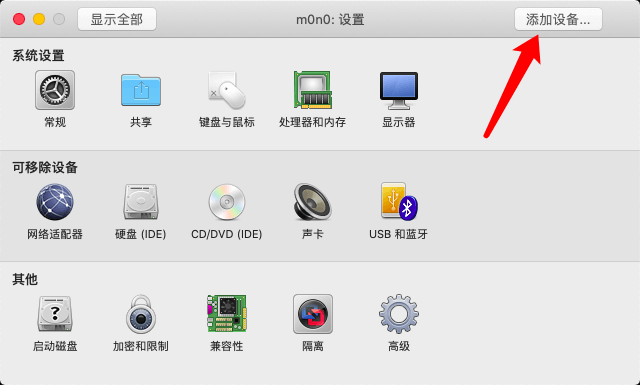 显示全部 m0n0: 设置 添加设备...
系统设置
常规 共享 键盘与鼠标 处理器和内存 显示器
可移除设备
网络适配器 硬盘 (IDE) CD/DVD (IDE) 声卡 USB 和蓝牙
其他
启动磁盘 加密和限制 兼容性 隔离 高级